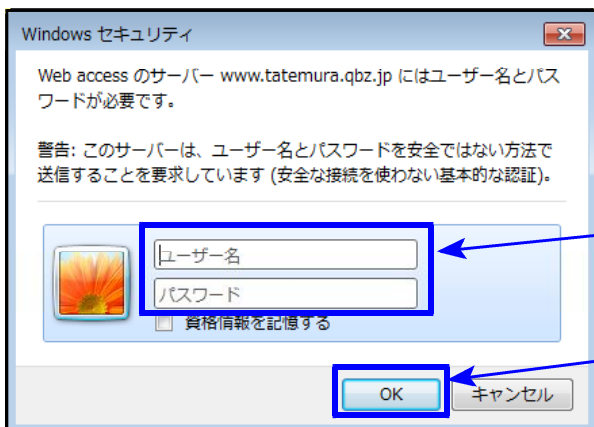 Windows セキュリティ
Web access のサーバー www.tatemura.qbz.jp にはユーザー名とパス
ワードが必要です。
警告: このサーバーは、ユーザー名とパスワードを安全ではない方法で
送信することを要求しています (安全な接続を使わない基本的な認証)。
ユーザー名
パスワード
資格情報を記憶する
OK
キャンセル